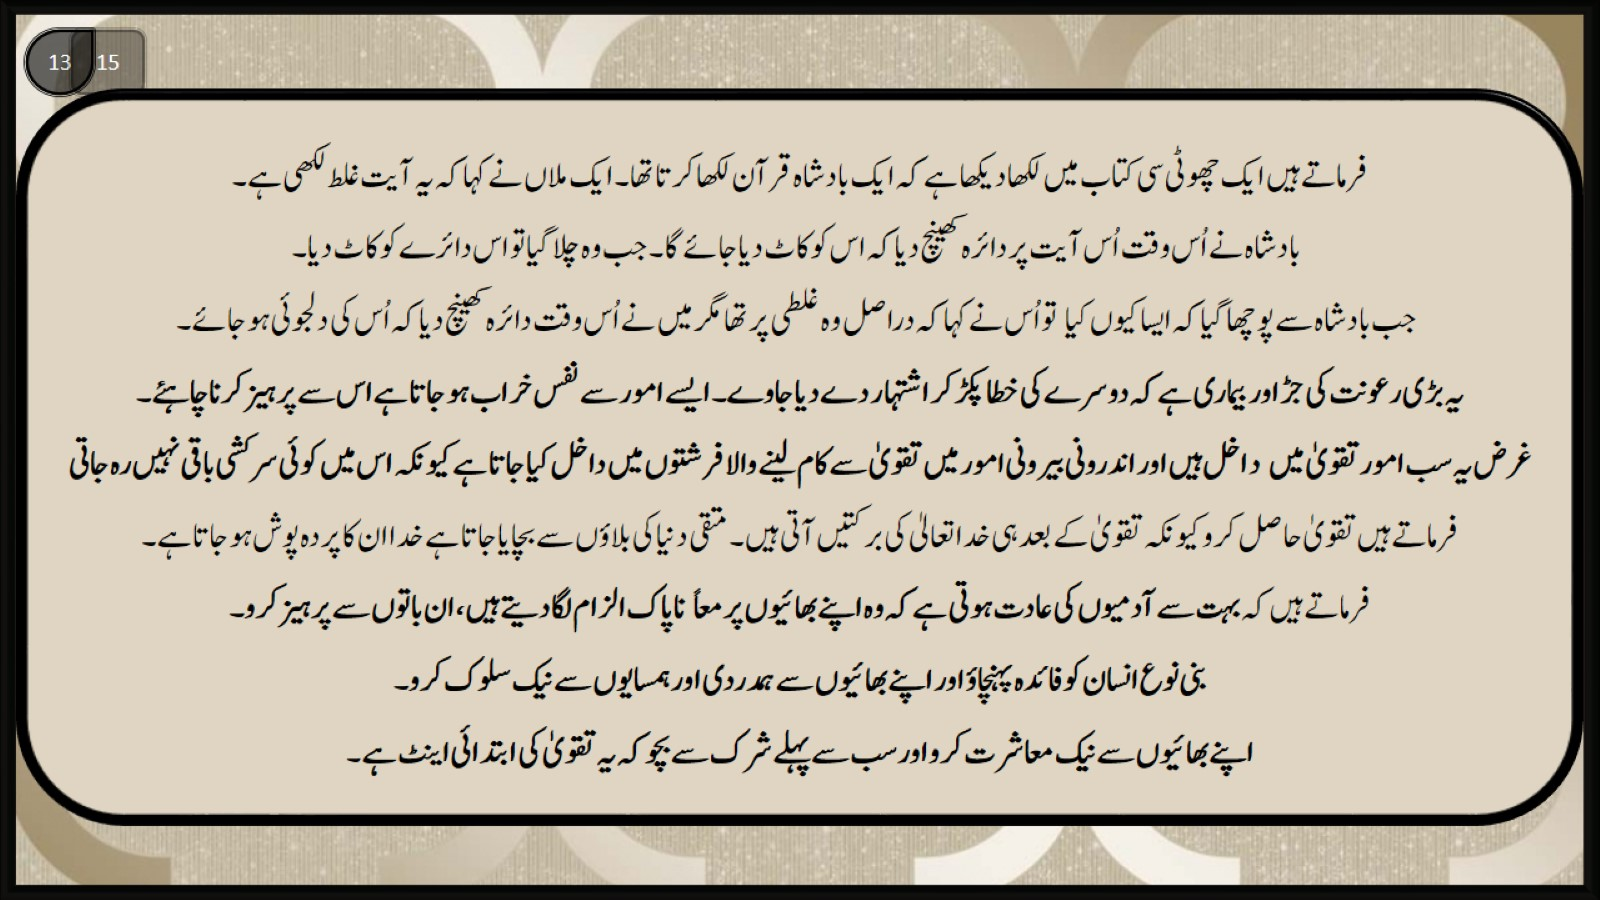 13 15
فرماتے ہیں ایک چھوٹی سی کتاب میں لکھا دیکھا ہے کہ ایک بادشاہ قرآن لکھا کرتا تھا۔ ایک ملاں نے کہا کہ یہ آیت غلط لکھی ہے۔
بادشاہ نے اُس وقت اُس آیت پر دائرہ کھینچ دیا کہ اس کو کاٹ دیا جائے گا۔ جب وہ چلا گیا تو اس دائرے کو کاٹ دیا۔
جب بادشاہ سے پوچھا گیا کہ ایسا کیوں کیا تو اُس نے کہا کہ دراصل وہ غلطی پر تھا مگر میں نے اُس وقت دائرہ کھینچ دیا کہ اُس کی دلجوئی ہو جائے۔
یہ بڑی رعونت کی جڑ اور بیماری ہے کہ دوسرے کی خطا پکڑ کر اشتہار دے دیا جاوے۔ ایسے امور سے نفس خراب ہو جاتا ہے اس سے پرہیز کرنا چاہئے۔
غرض یہ سب امور تقویٰ میں داخل ہیں اور اندرونی بیرونی امور میں تقویٰ سے کام لینے والا فرشتوں میں داخل کیا جاتا ہے کیونکہ اس میں کوئی سرکشی باقی نہیں رہ جاتی
فرماتے ہیں تقویٰ حاصل کرو کیونکہ تقویٰ کے بعد ہی خدا تعالیٰ کی برکتیں آتی ہیں۔ متقی دنیا کی بلاؤں سے بچایا جاتا ہے خدا ان کا پردہ پوش ہو جاتا ہے۔
فرماتے ہیں کہ بہت سے آدمیوں کی عادت ہوتی ہے کہ وہ اپنے بھائیوں پر معاً ناپاک الزام لگا دیتے ہیں، ان باتوں سے پرہیز کرو۔
بنی نوع انسان کو فائدہ پہنچاؤ اور اپنے بھائیوں سے ہمدردی اور ہمسایوں سے نیک سلوک کرو۔
اپنے بھائیوں سے نیک معاشرت کرو اور سب سے پہلے شرک سے بچو کہ یہ تقویٰ کی ابتدائی اینٹ ہے۔